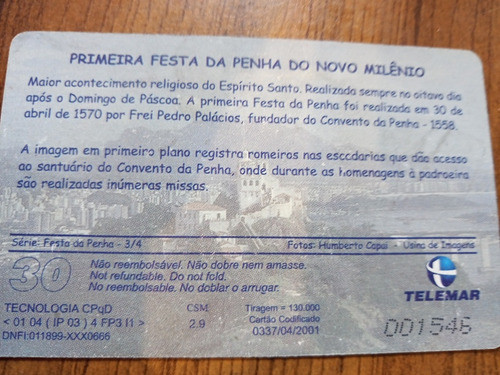 PRIMEIRA FESTA DA PENHA DO NOVO MILÊNIO
Maior acontecimento religioso do Espírito Santo. Realizada sempre no oitavo dia
após o Domingo de Páscoa. A primeira Festa da Penha foi realizada em 30 de
abril de 1570 por Frei Pedro Palácios, fundador do Convento da Penha - 1558.
A imagem em primeiro plano registra romeiros nas escadarias que dão acesso
ao santuário do Convento da Penha, onde durante as homenagens à padroeira
são realizadas inúmeras missas.
Série: Festa da Penha - 3/4
Fotos: Humberto Capai - Usina de Imagens
30
Não reembolsável. Não dobre nem amasse.
Not refundable. Do not fold.
No reembolsable. No doblar o arrugar.
TELEMAR
TECNOLOGIA CPqD
< 01 04 ( IP 03 ) 4 FP3 I1 >
DNFI:011899-XXX0666
CSM
2.9
Tiragem = 130.000
Cartão Codificado
0337/04/2001
001546